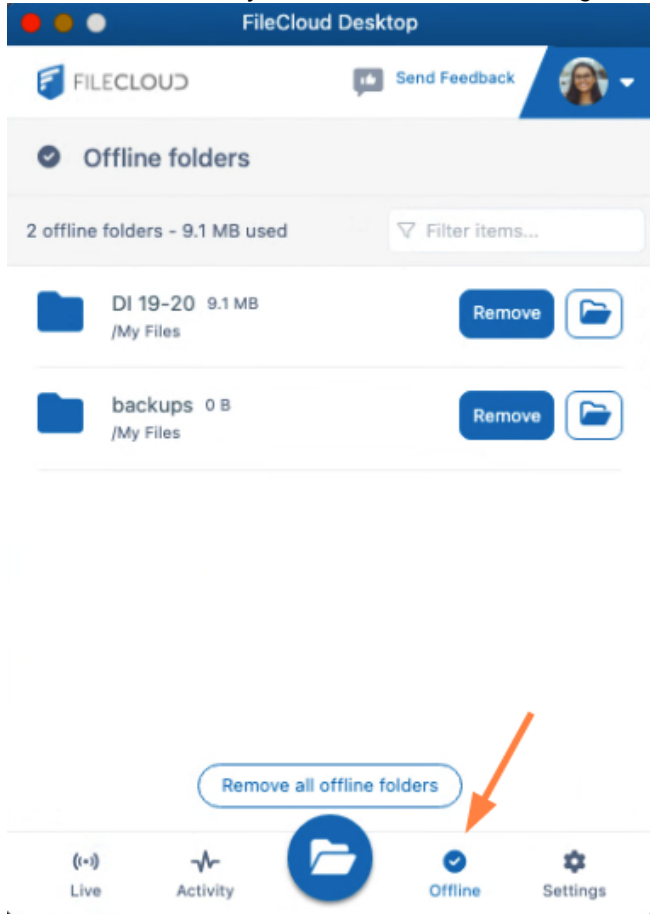 FileCloud Desktop
FILECLOUD
Send Feedback
Offline folders
2 offline folders - 9.1 MB used
Filter items...
DI 19-20 9.1 MB
/My Files
Remove
backups 0 B
/My Files
Remove
Remove all offline folders
Live
Activity
Offline
Settings